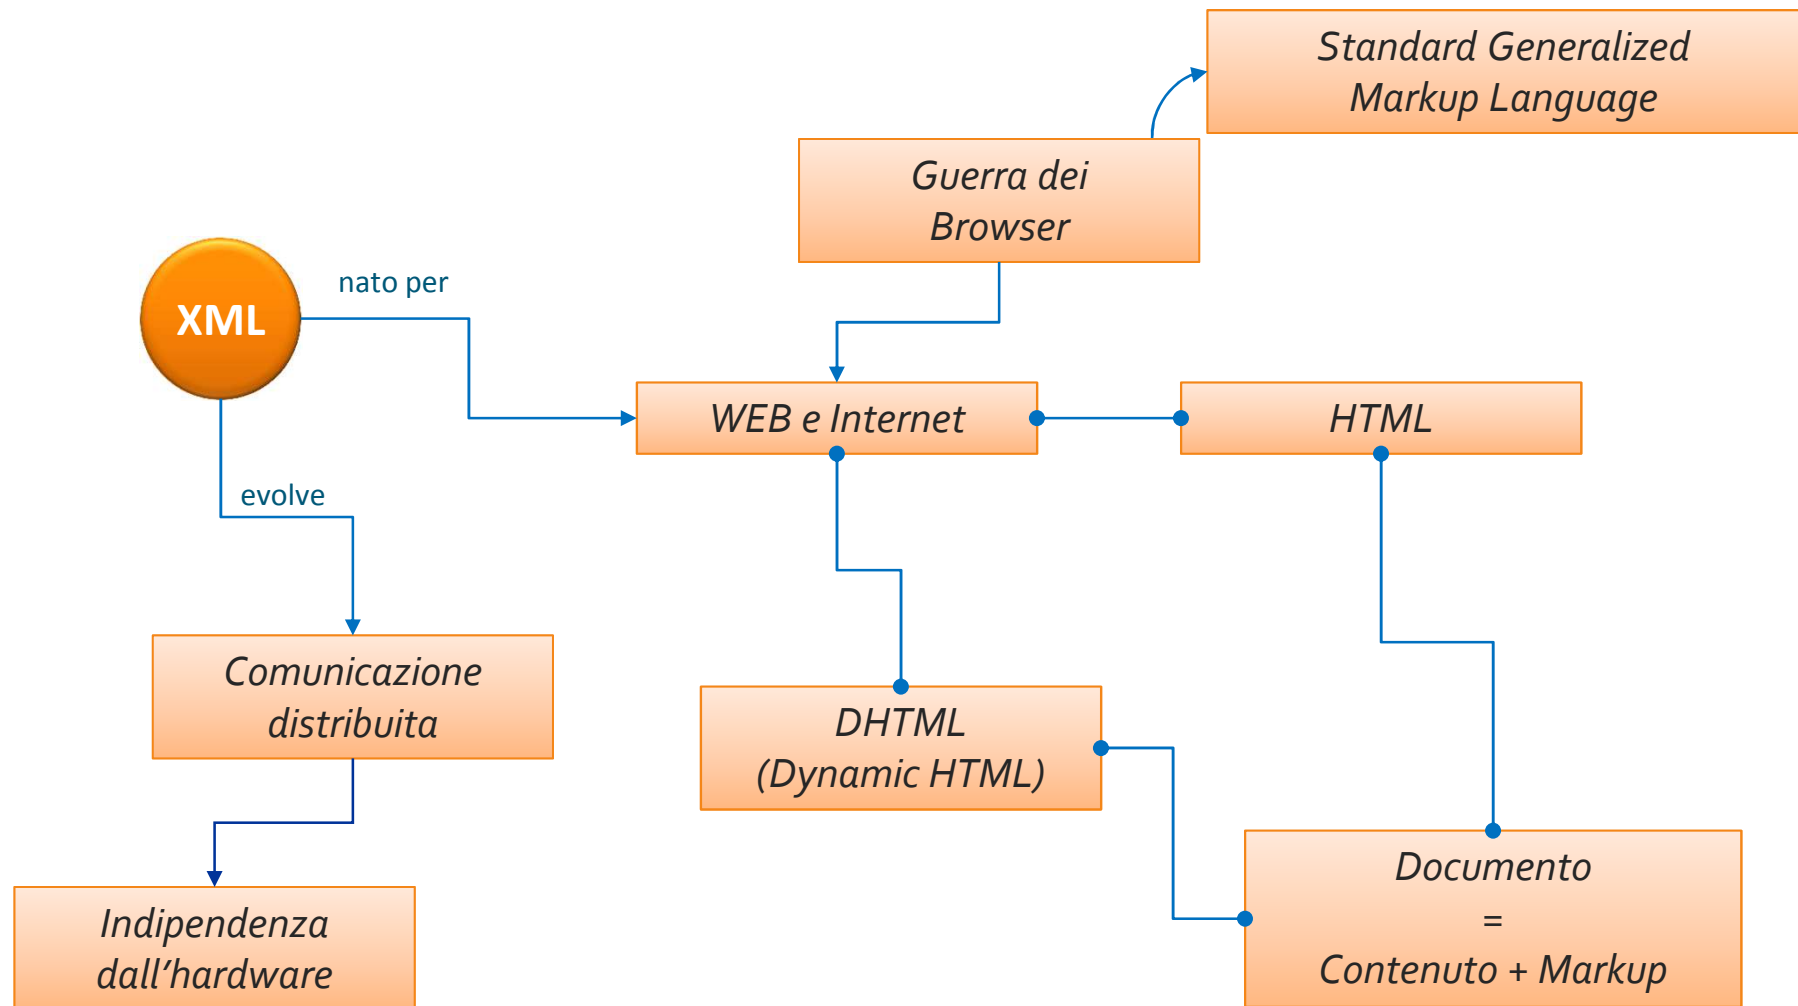 Standard Generalized
Markup Language
Guerra dei
Browser
nato per
XML
WEB e Internet
HTML
evolve
Comunicazione
distribuita
DHTML
(Dynamic HTML)
Documento
=
Contenuto + Markup
Indipendenza
dall’hardware